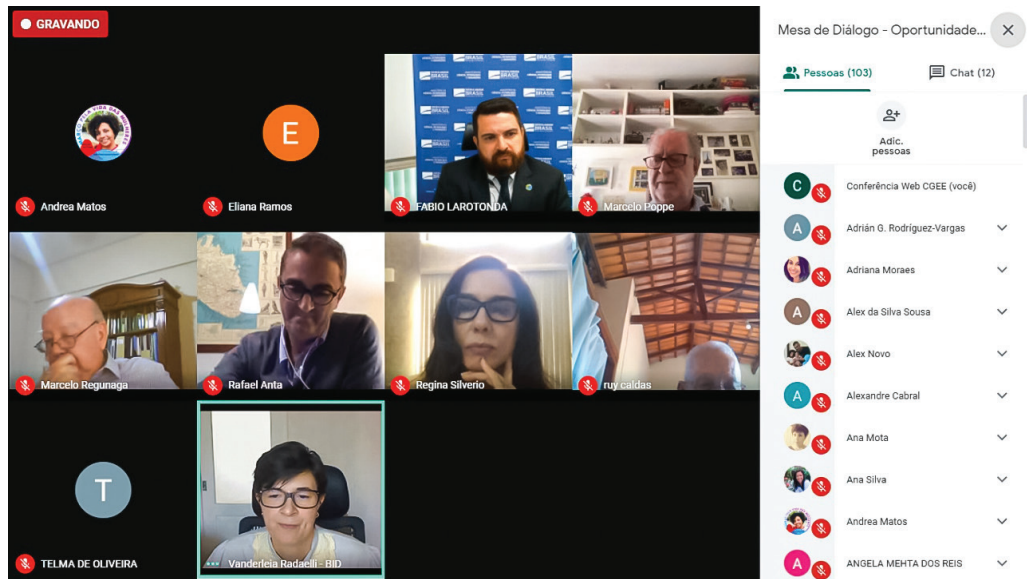 GRAVANDO
Andrea Matos
E
Eliana Ramos
BRASIL
FABIO LAROTONDA
Marcelo Poppe
Marcelo Regunaga
Rafael Anta
Regina Silverio
ruy caldas
T
TELMA DE OLIVEIRA
Vanderleia Radaelli - BID
Mesa de Diálogo - Oportunidade...
Pessoas (103)
Chat (12)
Adic.
pessoas
C
Conferência Web CGEE (você)
A
Adrián G. Rodríguez-Vargas
Adriana Moraes
A
Alex da Silva Sousa
Alex Novo
A
Alexandre Cabral
Ana Mota
Ana Silva
Andrea Matos
A
ANGELA MEHTA DOS REIS